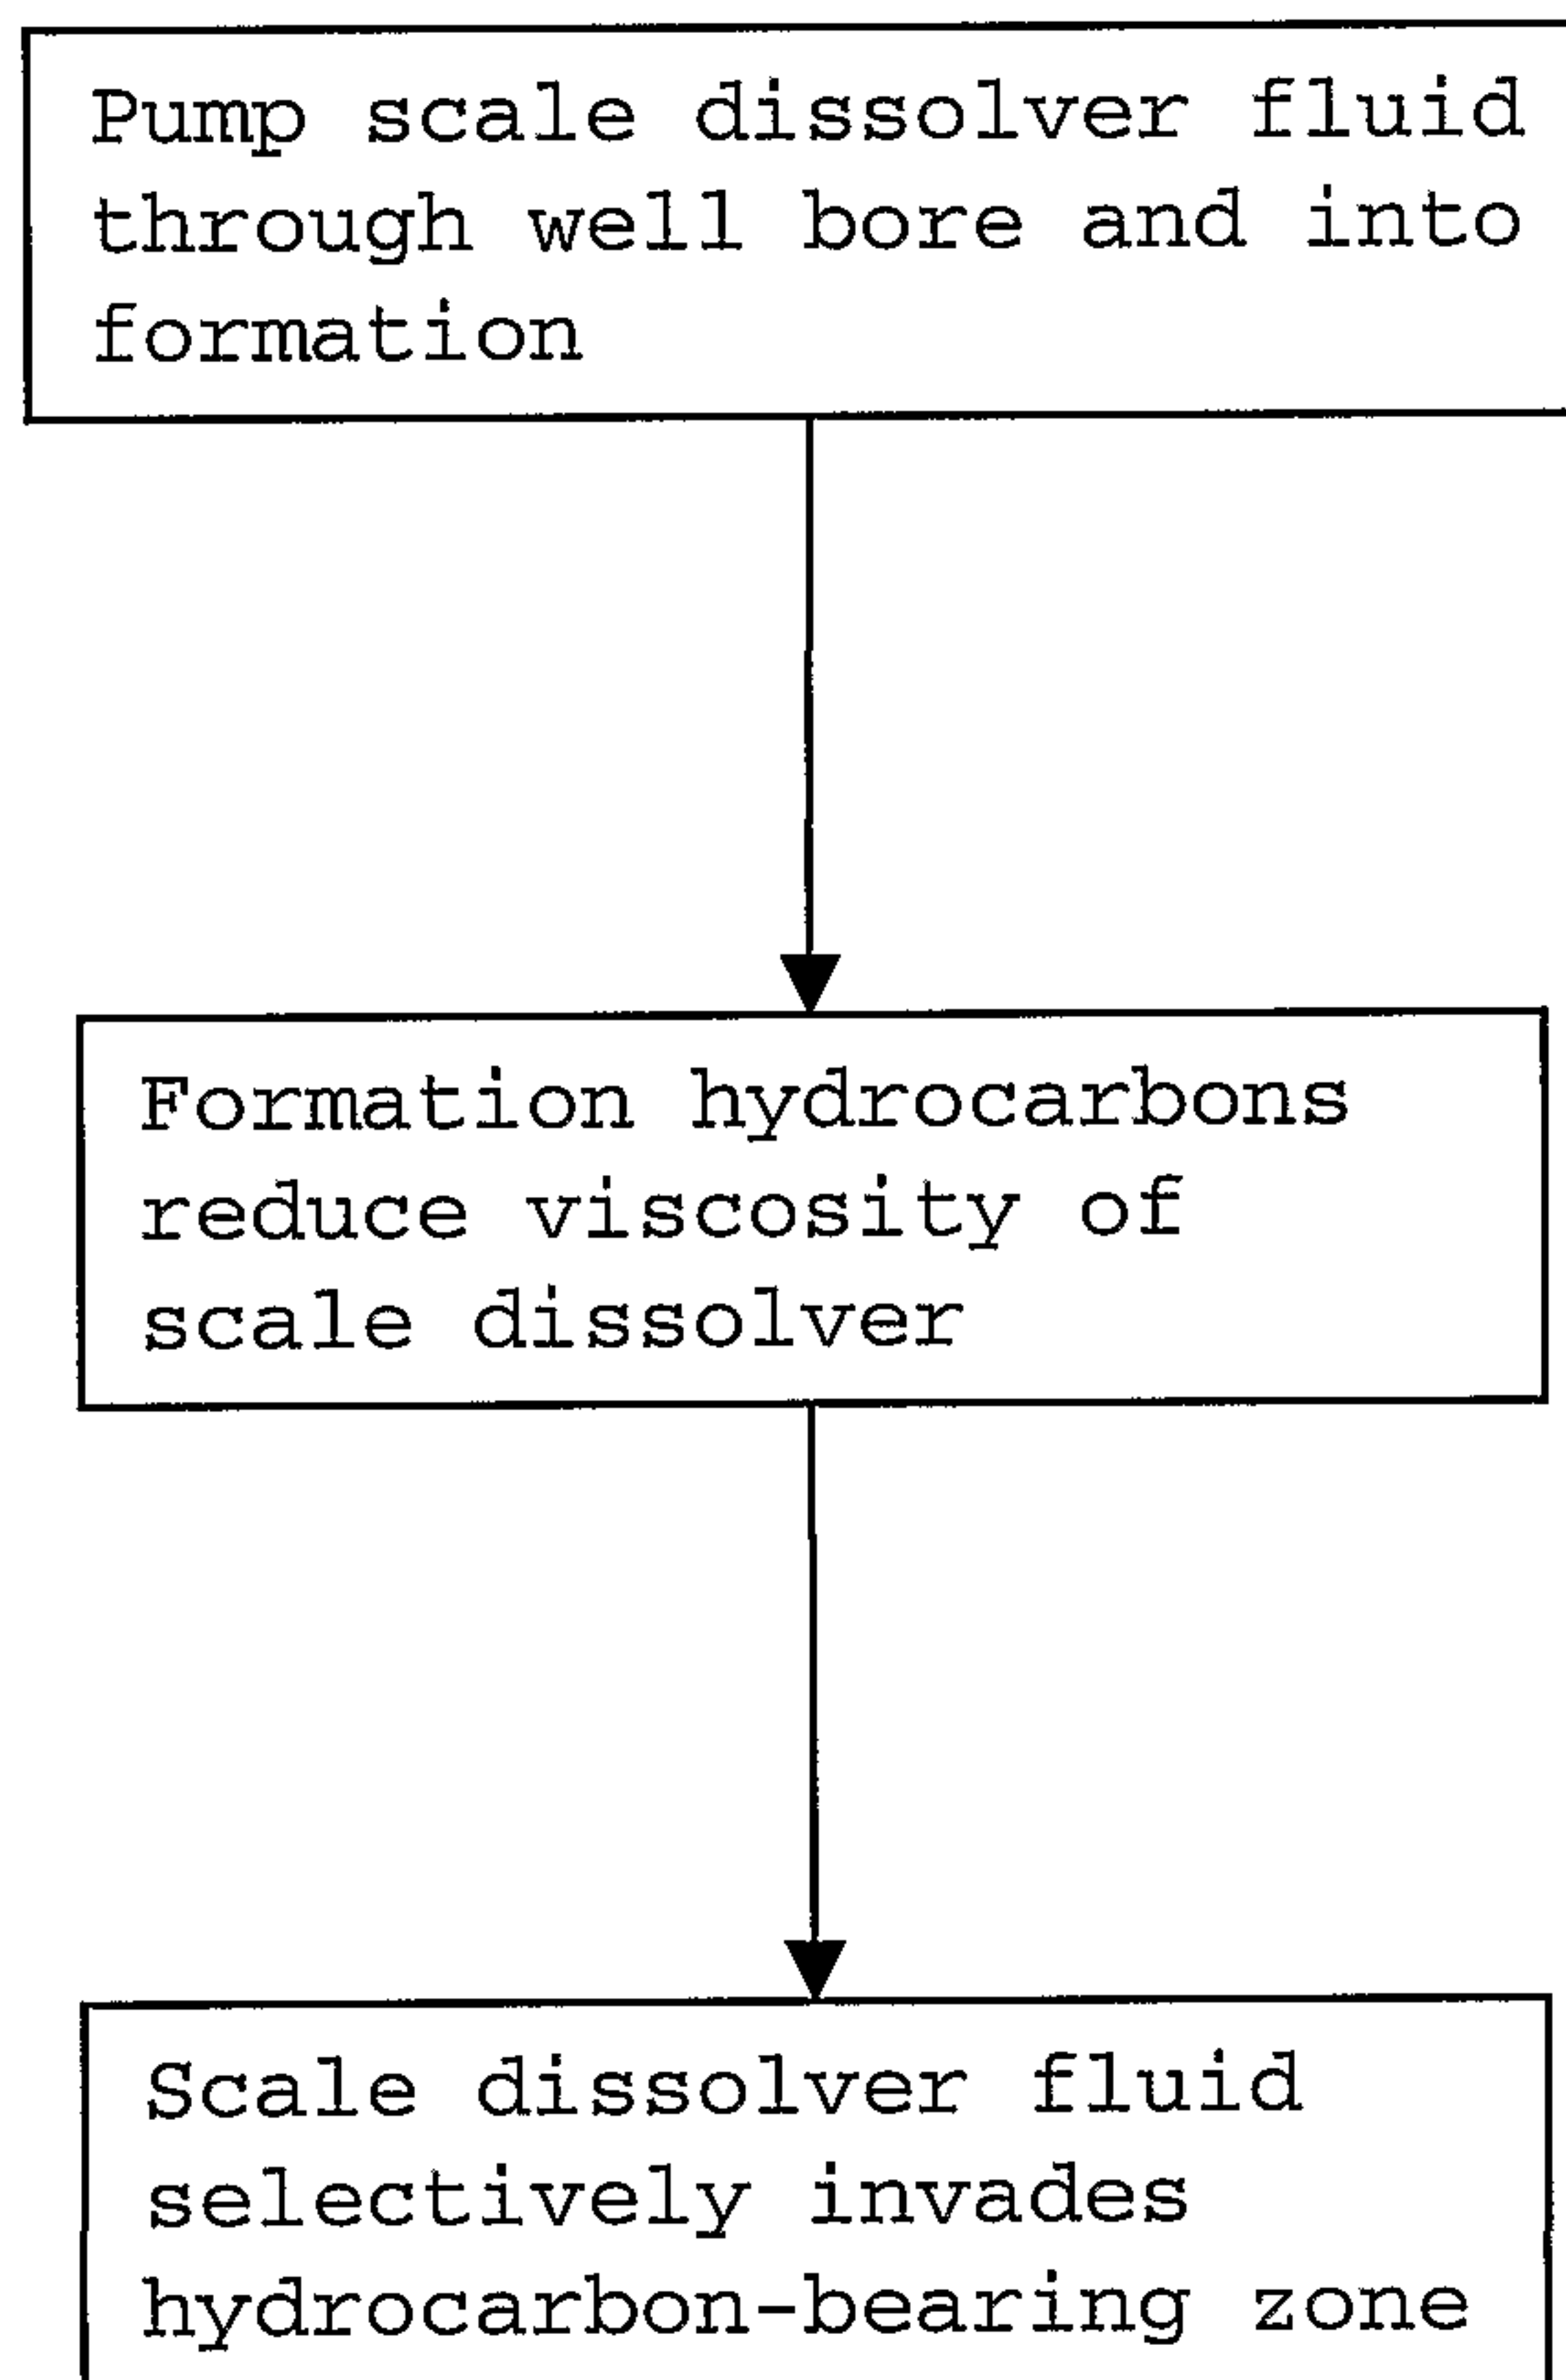 Pump scale dissolver fluid
through well bore and into
formation
Formation hydrocarbons
reduce viscosity of
scale dissolver
Scale dissolver fluid
selectively invades
hydrocarbon-bearing zone